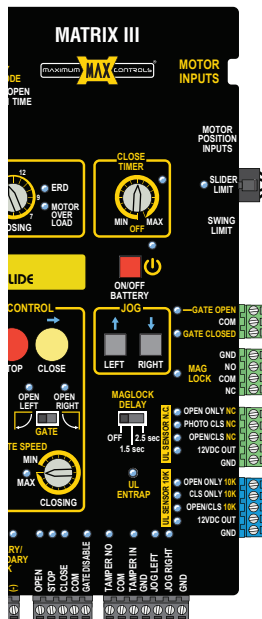 MATRIX III
MAXIMUM MAX CONTROLS
MOTOR
INPUTS
ODE
OPEN
N TIME
MOTOR
POSITION
INPUTS
SLIDER
LIMIT
SWING
LIMIT
12
9
7
OSING
ERD
MOTOR
OVER
LOAD
CLOSE
TIMER
MIN
MAX
OFF
ON/OFF
BATTERY
LIDE
CONTROL
TOP
CLOSE
JOG
LEFT
RIGHT
GATE OPEN
COM
GATE CLOSED
MAG
LOCK
GND
NO
COM
NC
OPEN
LEFT
OPEN
RIGHT
GATE
TE SPEED
MIN
MAX
CLOSING
MAGLOCK
DELAY
OFF
2.5 sec
1.5 sec
UL
ENTRAP
UL SENSOR N.C.
OPEN ONLY NC
PHOTO CLS NC
OPEN/CLS NC
12VDC OUT
GND
UL SENSOR 10K
OPEN ONLY 10K
CLS ONLY 10K
OPEN/CLS 10K
12VDC OUT
GND
ARY/
DARY
K
(-)
OPEN
STOP
CLOSE
COM
GATE DISABLE
TAMPER NO
COM
TAMPER IN
GND
JOG LEFT
JOG RIGHT
GND